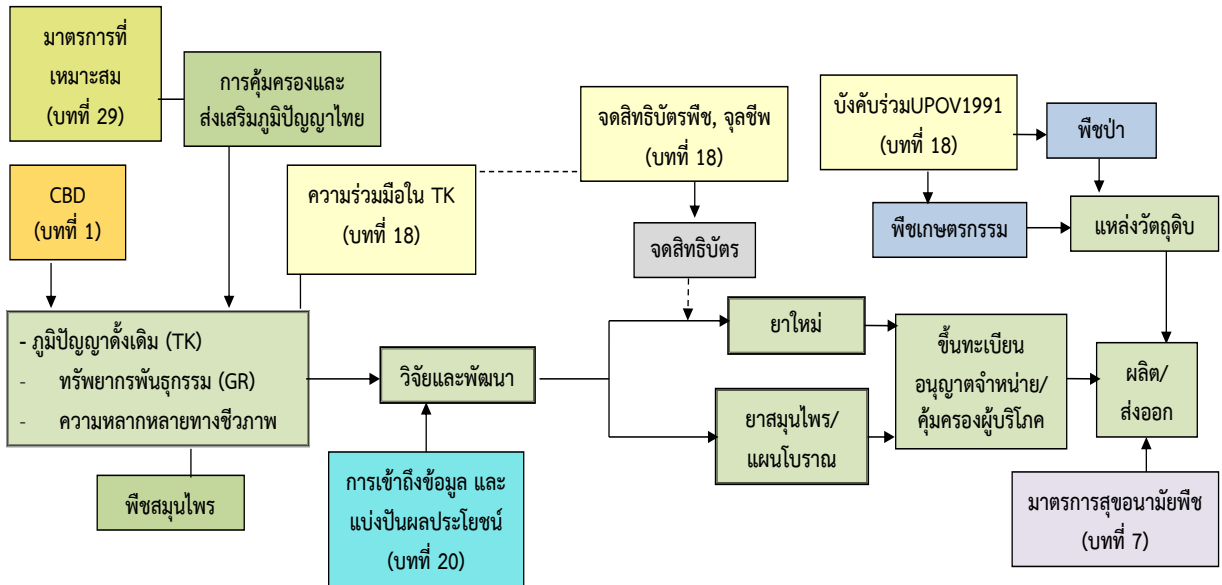 มาตรการที่
เหมาะสม
(บทที่ 29)
การคุ้มครองและ
ส่งเสริมภูมิปัญญาไทย
CBD
(บทที่ 1)
ความร่วมมือใน TK
(บทที่ 18)
จดสิทธิบัตรพืช, จุลชีพ
(บทที่ 18)
บังคับร่วมUPOV1991
(บทที่ 18)
พืชป่า
พืชเกษตรกรรม
แหล่งวัตถุดิบ
จดสิทธิบัตร
- ภูมิปัญญาดั้งเดิม (TK)
- ทรัพยากรพันธุกรรม (GR)
- ความหลากหลายทางชีวภาพ
พืชสมุนไพร
วิจัยและพัฒนา
การเข้าถึงข้อมูล และ
แบ่งปันผลประโยชน์
(บทที่ 20)
ยาใหม่
ยาสมุนไพร/
แผนโบราณ
ขึ้นทะเบียน
อนุญาตจำหน่าย/
คุ้มครองผู้บริโภค
ผลิต/
ส่งออก
มาตรการสุขอนามัยพืช
(บทที่ 7)